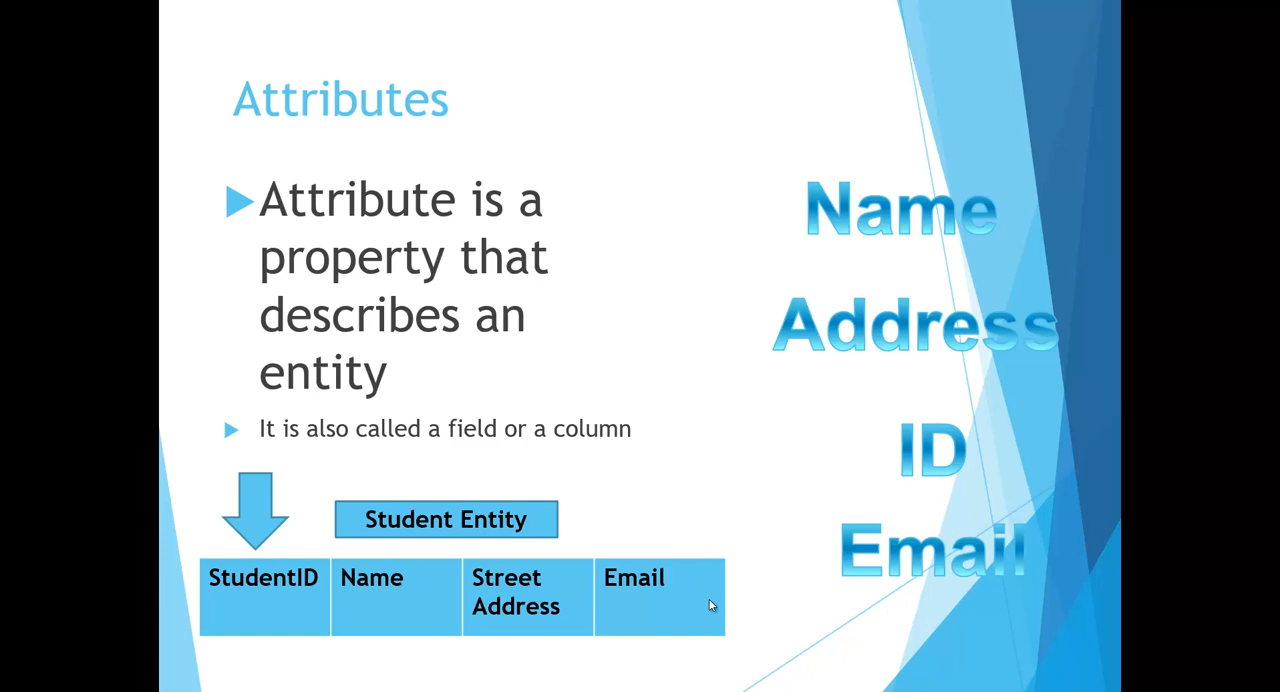 Attributes
Attribute is a
property that
describes an
entity
It is also called a field or a column
Student Entity
StudentID
Name
Street
Address
Email
Name
Address
ID
Email